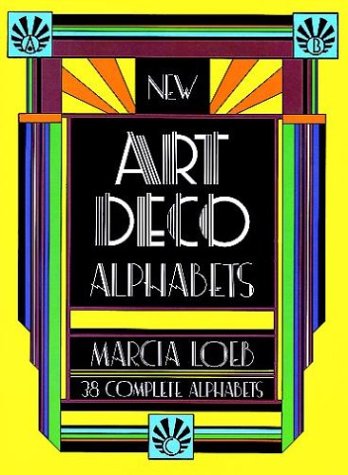 A B
NEW
ART
DECO
ALPHABETS
MARCIA LOEB
38 COMPLETE ALPHABETS
C